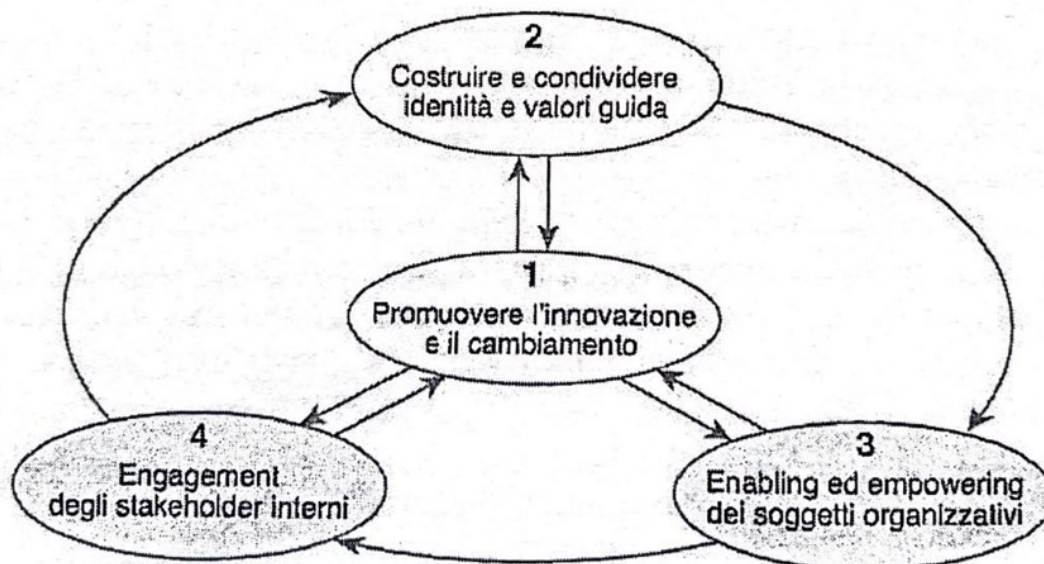 2
Costruire e condividere
identità e valori guida
1
Promuovere l'innovazione
e il cambiamento
4
Engagement
degli stakeholder interni
3
Enabling ed empowering
dei soggetti organizzativi